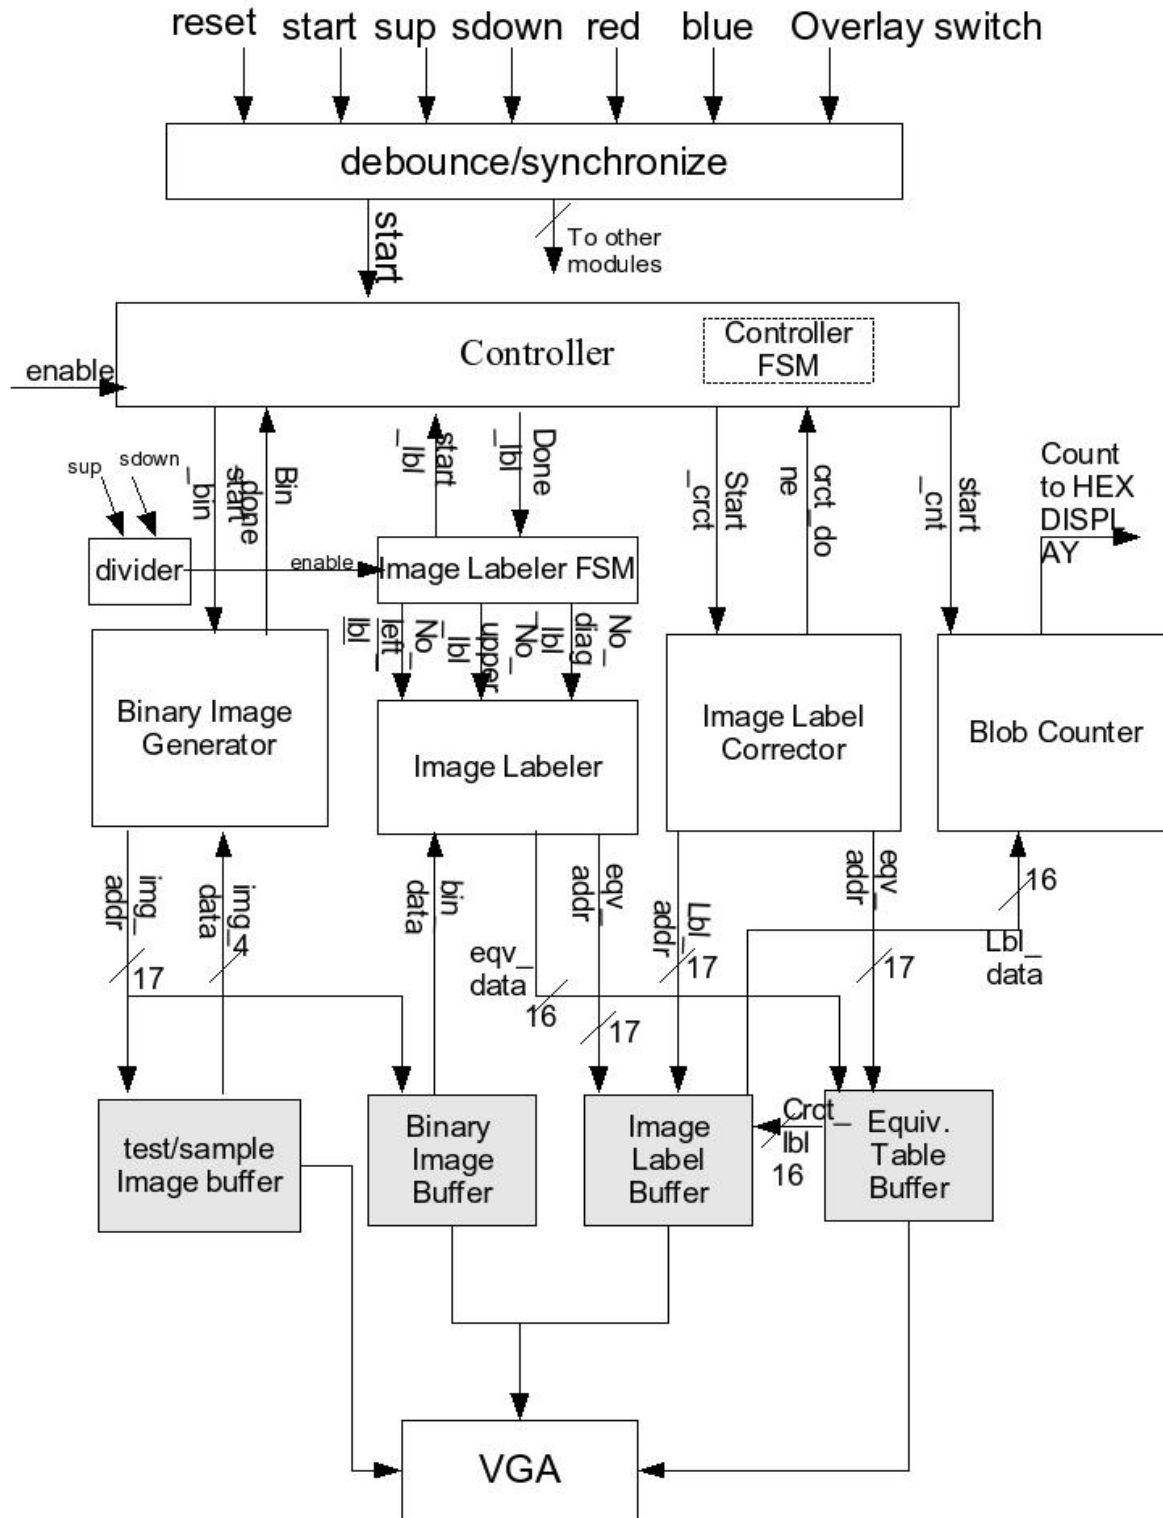 reset start sup sdown red blue Overlay switch
debounce/synchronize
start
To other
modules
Controller
Controller
FSM
enable
sup
sdown
start
_bin
Bin
_done
start
_lbl
Done
_lbl
Start
_crct
crct_do
ne
start
_cnt
Count
to HEX
DISPL
AY
divider
enable
Image Labeler FSM
No_
left_
lbl
No_
upper
_lbl
No_
diag_
lbl
Binary Image
Generator
Image Labeler
Image Label
Corrector
Blob Counter
img_
addr
17
img_
data
4
bin_
data
eqv_
data
16
eqv_
addr
17
Lbl_
addr
17
eqv_
addr
17
16
Lbl_
data
test/sample
Image buffer
Binary
Image
Buffer
Image
Label
Buffer
Crct_
lbl
16
Equiv.
Table
Buffer
VGA